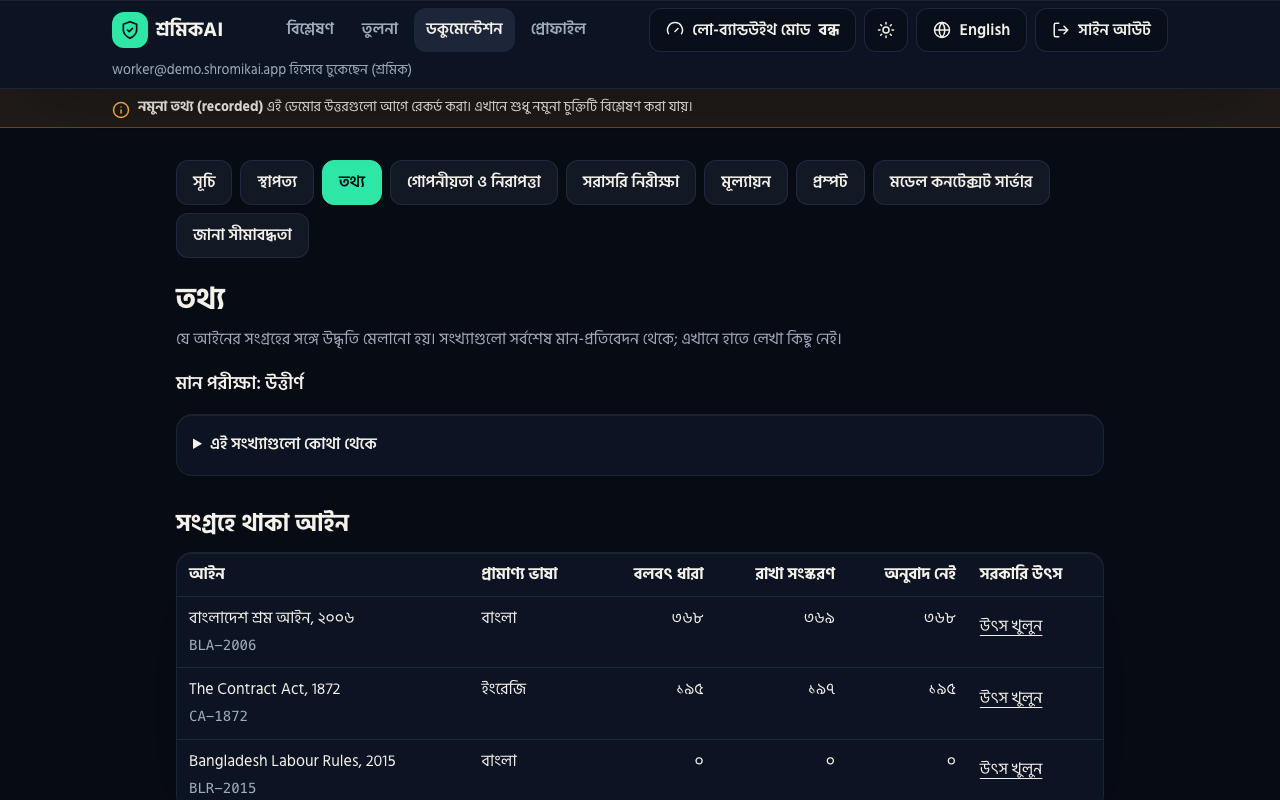 শ্রমিকAI
বিশ্লেষণ
তুলনা
ডকুমেন্টেশন
প্রোফাইল
লো-ব্যান্ডউইথ মোড বন্ধ
English
সাইন আউট
worker@demo.shromikai.app হিসেবে ঢুকেছেন (শ্রমিক)
নমুনা তথ্য (recorded) এই ডেমোর উত্তরগুলো আগে রেকর্ড করা। এখানে শুধু নমুনা চুক্তিটি বিশ্লেষণ করা যায়।
সূচি
স্থাপত্য
তথ্য
গোপনীয়তা ও নিরাপত্তা
সরাসরি নিরীক্ষা
মূল্যায়ন
প্রম্পট
মডেল কনটেক্সট সার্ভার
জানা সীমাবদ্ধতা
তথ্য
যে আইনের সংগ্রহের সঙ্গে উদ্ধৃতি মেলানো হয়। সংখ্যাগুলো সর্বশেষ মান-প্রতিবেদন থেকে; এখানে হাতে লেখা কিছু নেই।
মান পরীক্ষা: উত্তীর্ণ
এই সংখ্যাগুলো কোথা থেকে
সংগ্রহে থাকা আইন
আইন প্রামাণ্য ভাষা বলবৎ ধারা রাখা সংস্করণ অনুবাদ নেই সরকারি উৎস
বাংলাদেশ শ্রম আইন, ২০০৬ বাংলা ৩৬৮ ৩৬৯ ৩৬৮ উৎস খুলুন
BLA-2006
The Contract Act, 1872 ইংরেজি ১৯৫ ১৯৭ ১৯৫ উৎস খুলুন
CA-1872
Bangladesh Labour Rules, 2015 বাংলা ০ ০ ০ উৎস খুলুন
BLR-2015